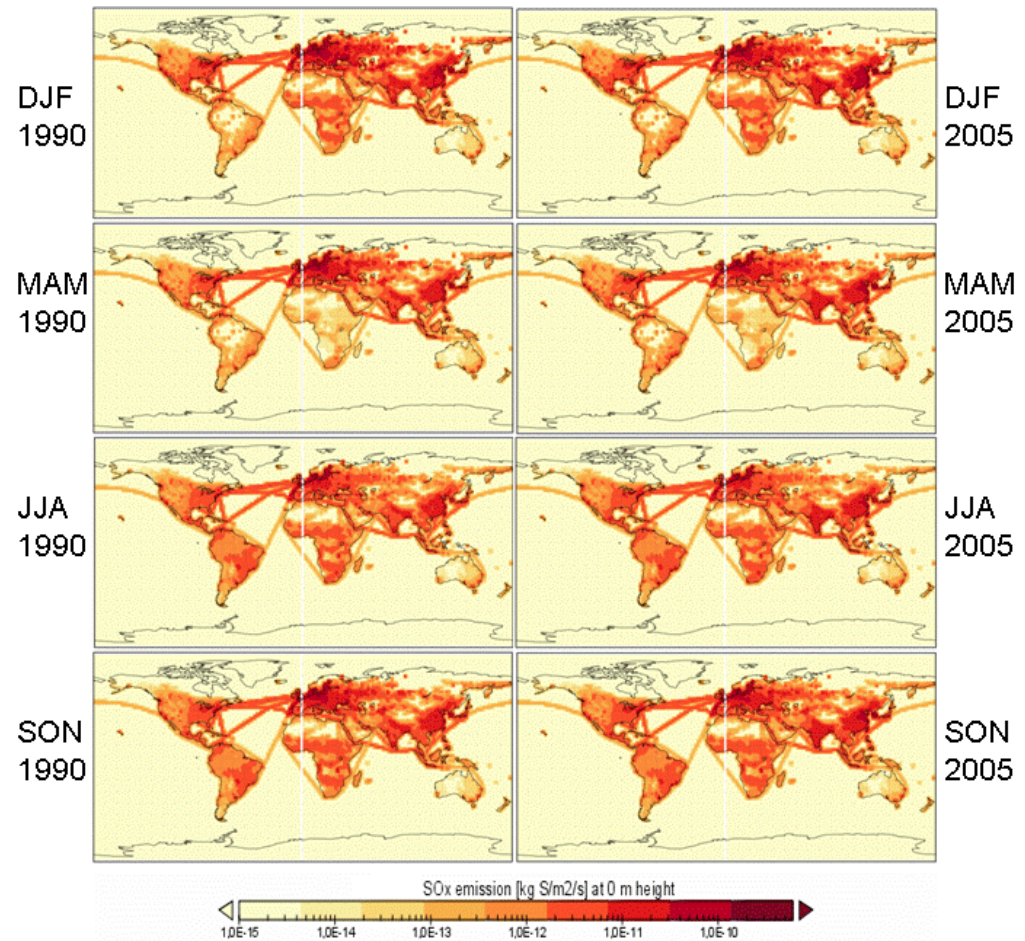 DJF
1990
DJF
2005
MAM
1990
MAM
2005
JJA
1990
JJA
2005
SON
1990
SON
2005
SOx emission [kg S/m2/s] at 0 m height
1,0E-15 1,0E-14 1,0E-13 1,0E-12 1,0E-11 1,0E-10